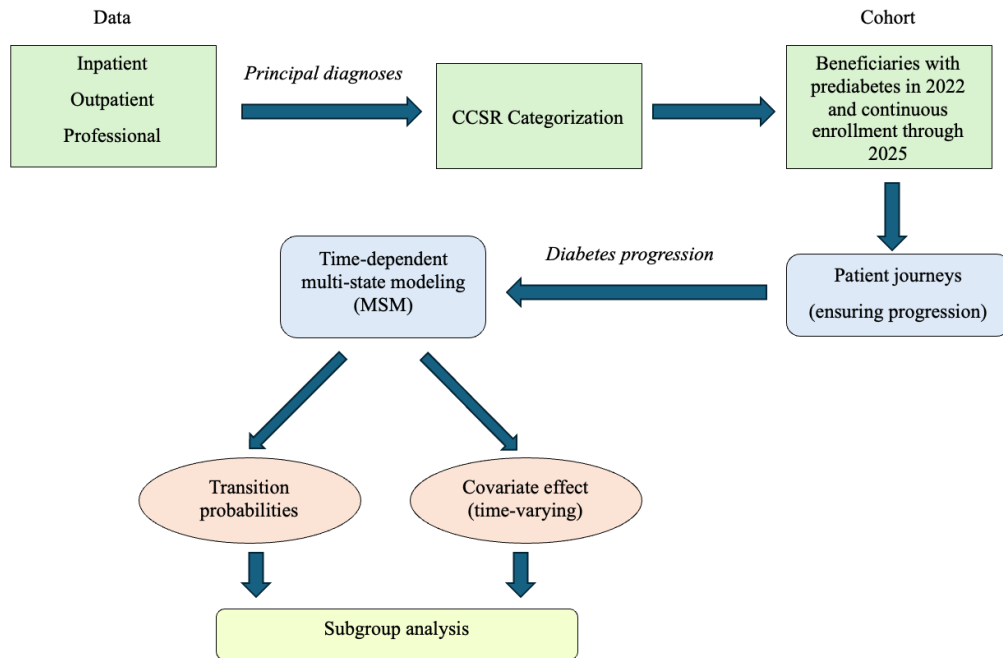 Data
Cohort
Inpatient
Outpatient
Professional
Principal diagnoses
CCSR Categorization
Beneficiaries with
prediabetes in 2022
and continuous
enrollment through
2025
Time-dependent
multi-state modeling
(MSM)
Diabetes progression
Patient journeys
(ensuring progression)
Transition
probabilities
Covariate effect
(time-varying)
Subgroup analysis